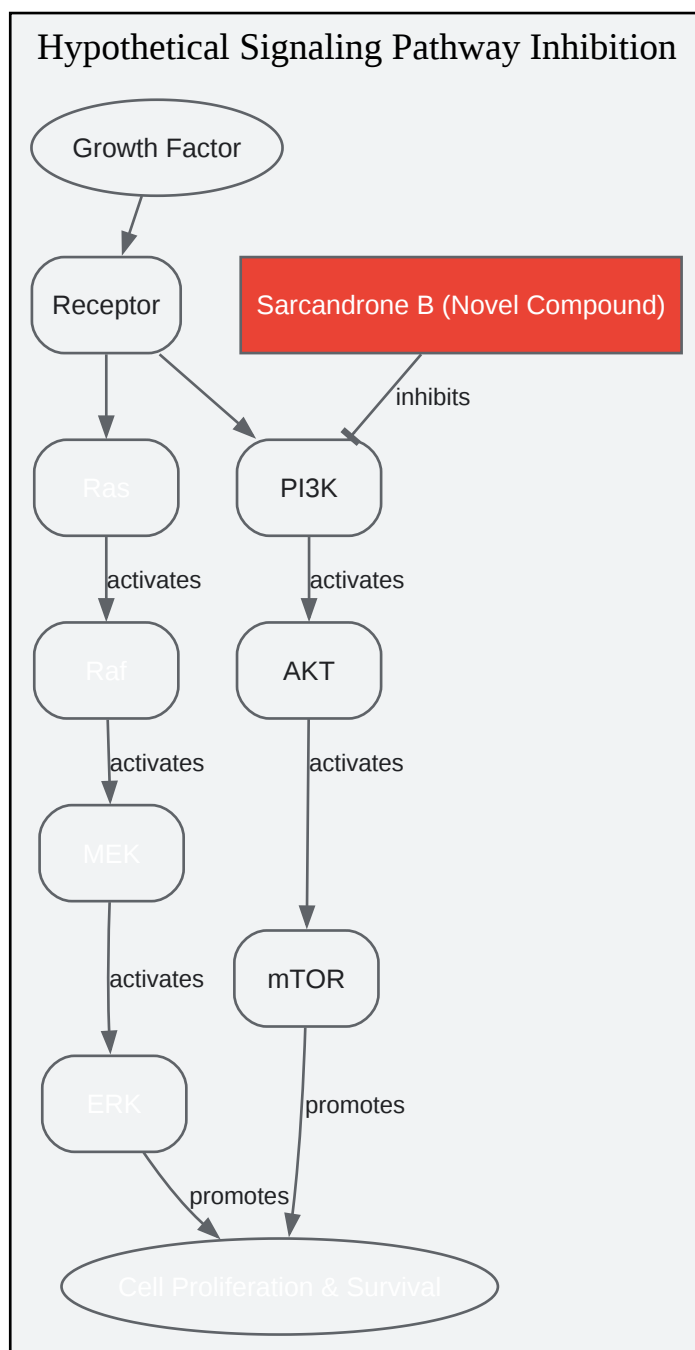 Hypothetical Signaling Pathway Inhibition
Growth Factor
Receptor
Sarcandrone B (Novel Compound)
inhibits
Ras
PI3K
activates
activates
Raf
AKT
activates
activates
MEK
activates
mTOR
ERK
promotes
promotes
Cell Proliferation & Survival